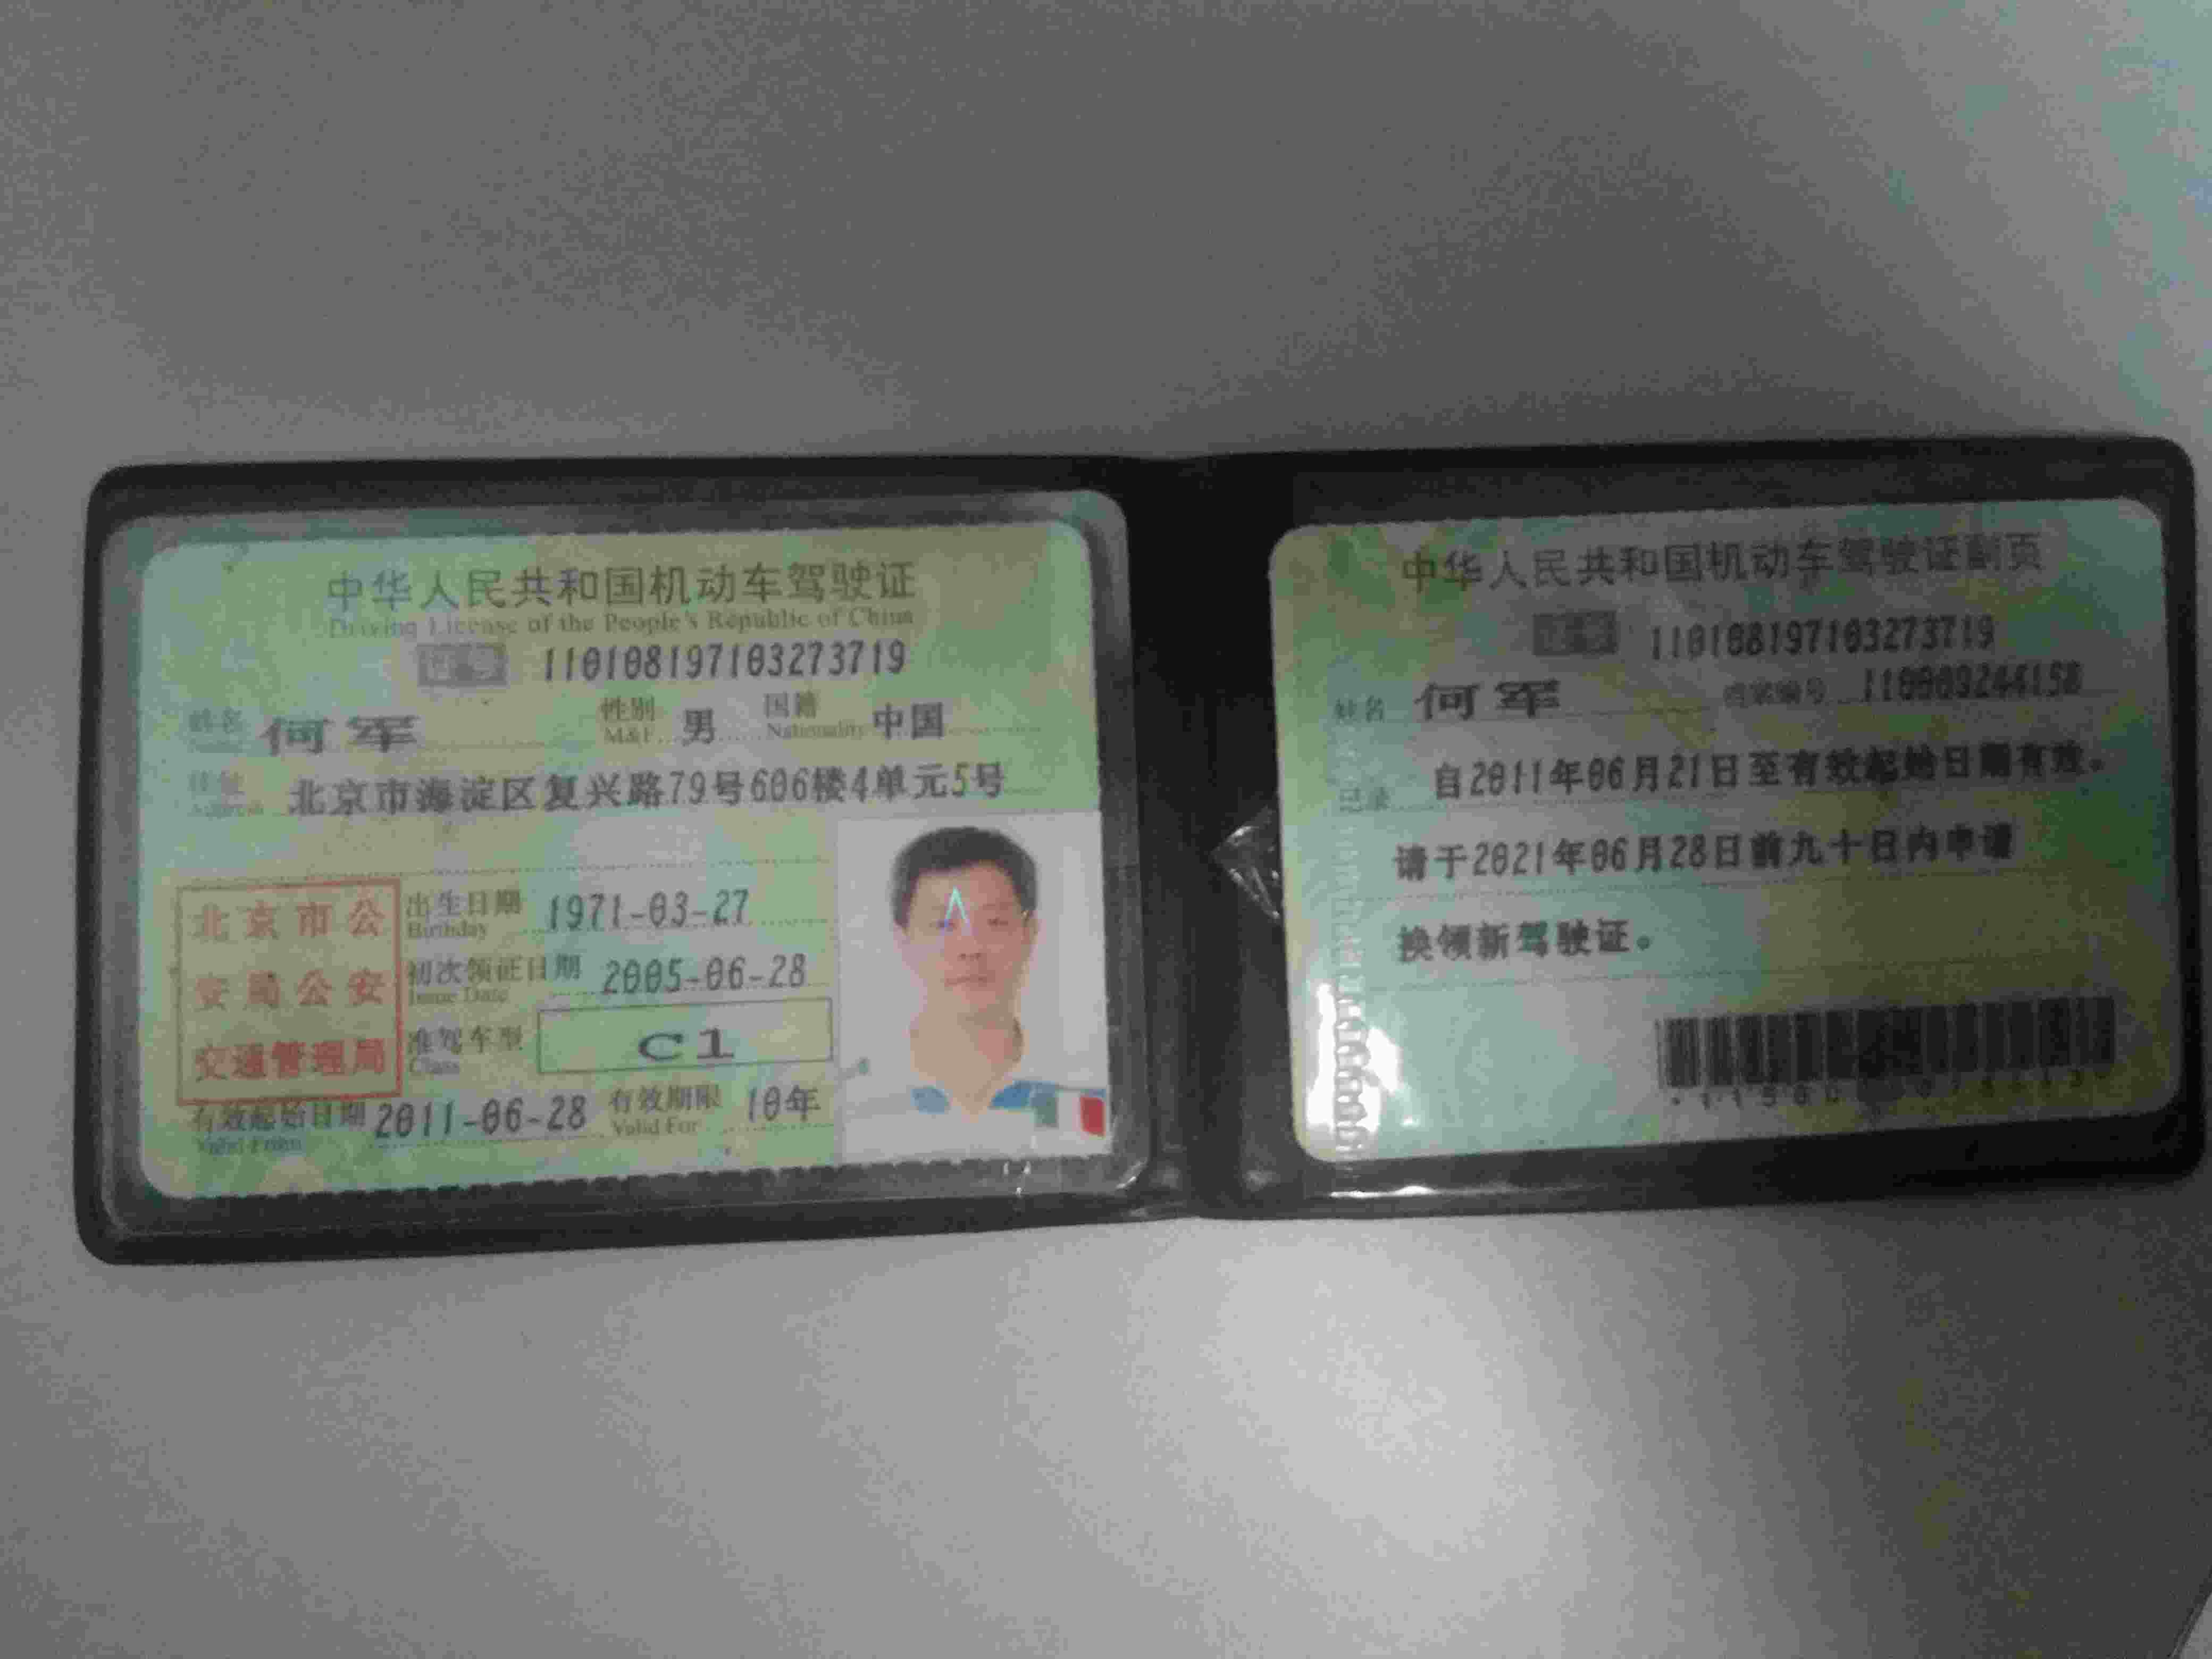 中华人民共和国机动车驾驶证
Driving License of the People's Republic of China
证号 110108197103273719
姓名 何军 性别 M&F 男 国籍 Nationality 中国
住址 Address 北京市海淀区复兴路79号606楼4单元5号
北京市公
安局公安
交通管理局
出生日期 Birthday 1971-03-27
初次领证日期 Issue Date 2005-06-28
准驾车型 Class C1
有效起始日期 Valid From 2011-06-28 有效期限 Valid For 10年
中华人民共和国机动车驾驶证副页
证号 110108197103273719
姓名 何军 档案编号 110009244150
记录 自2011年06月21日至有效起始日期有效。
请于2021年06月28日前九十日内申请
换领新驾驶证。